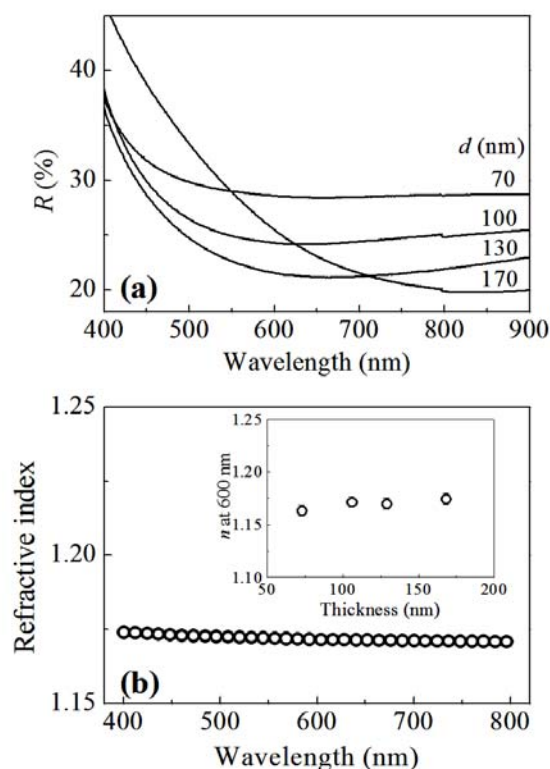 40
30
20
R (%)
d (nm)
70
100
130
170
(a)
400 500 600 700 800 900
Wavelength (nm)
1.25
1.20
1.15
Refractive index
1.25
1.20
1.15
1.10
n at 600 nm
50 100 150 200
Thickness (nm)
(b)
400 500 600 700 800
Wavelength (nm)